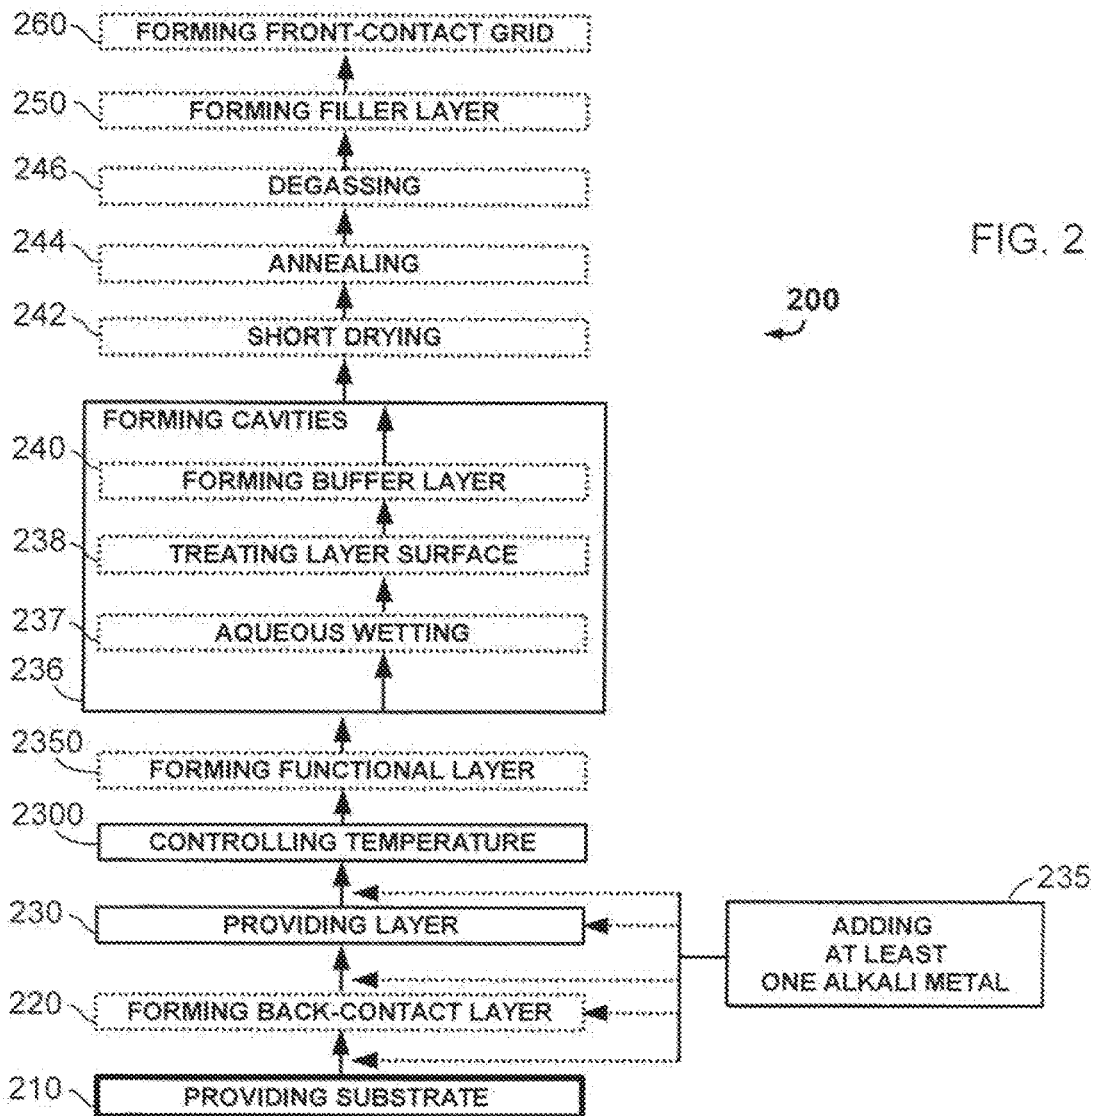 260
FORMING FRONT-CONTACT GRID
250
FORMING FILLER LAYER
246
DEGASSING
244
ANNEALING
FIG. 2
200
242
SHORT DRYING
FORMING CAVITIES
240
FORMING BUFFER LAYER
238
TREATING LAYER SURFACE
237
AQUEOUS WETTING
236
2350
FORMING FUNCTIONAL LAYER
2300
CONTROLLING TEMPERATURE
235
230
PROVIDING LAYER
ADDING
AT LEAST
ONE ALKALI METAL
220
FORMING BACK-CONTACT LAYER
210
PROVIDING SUBSTRATE